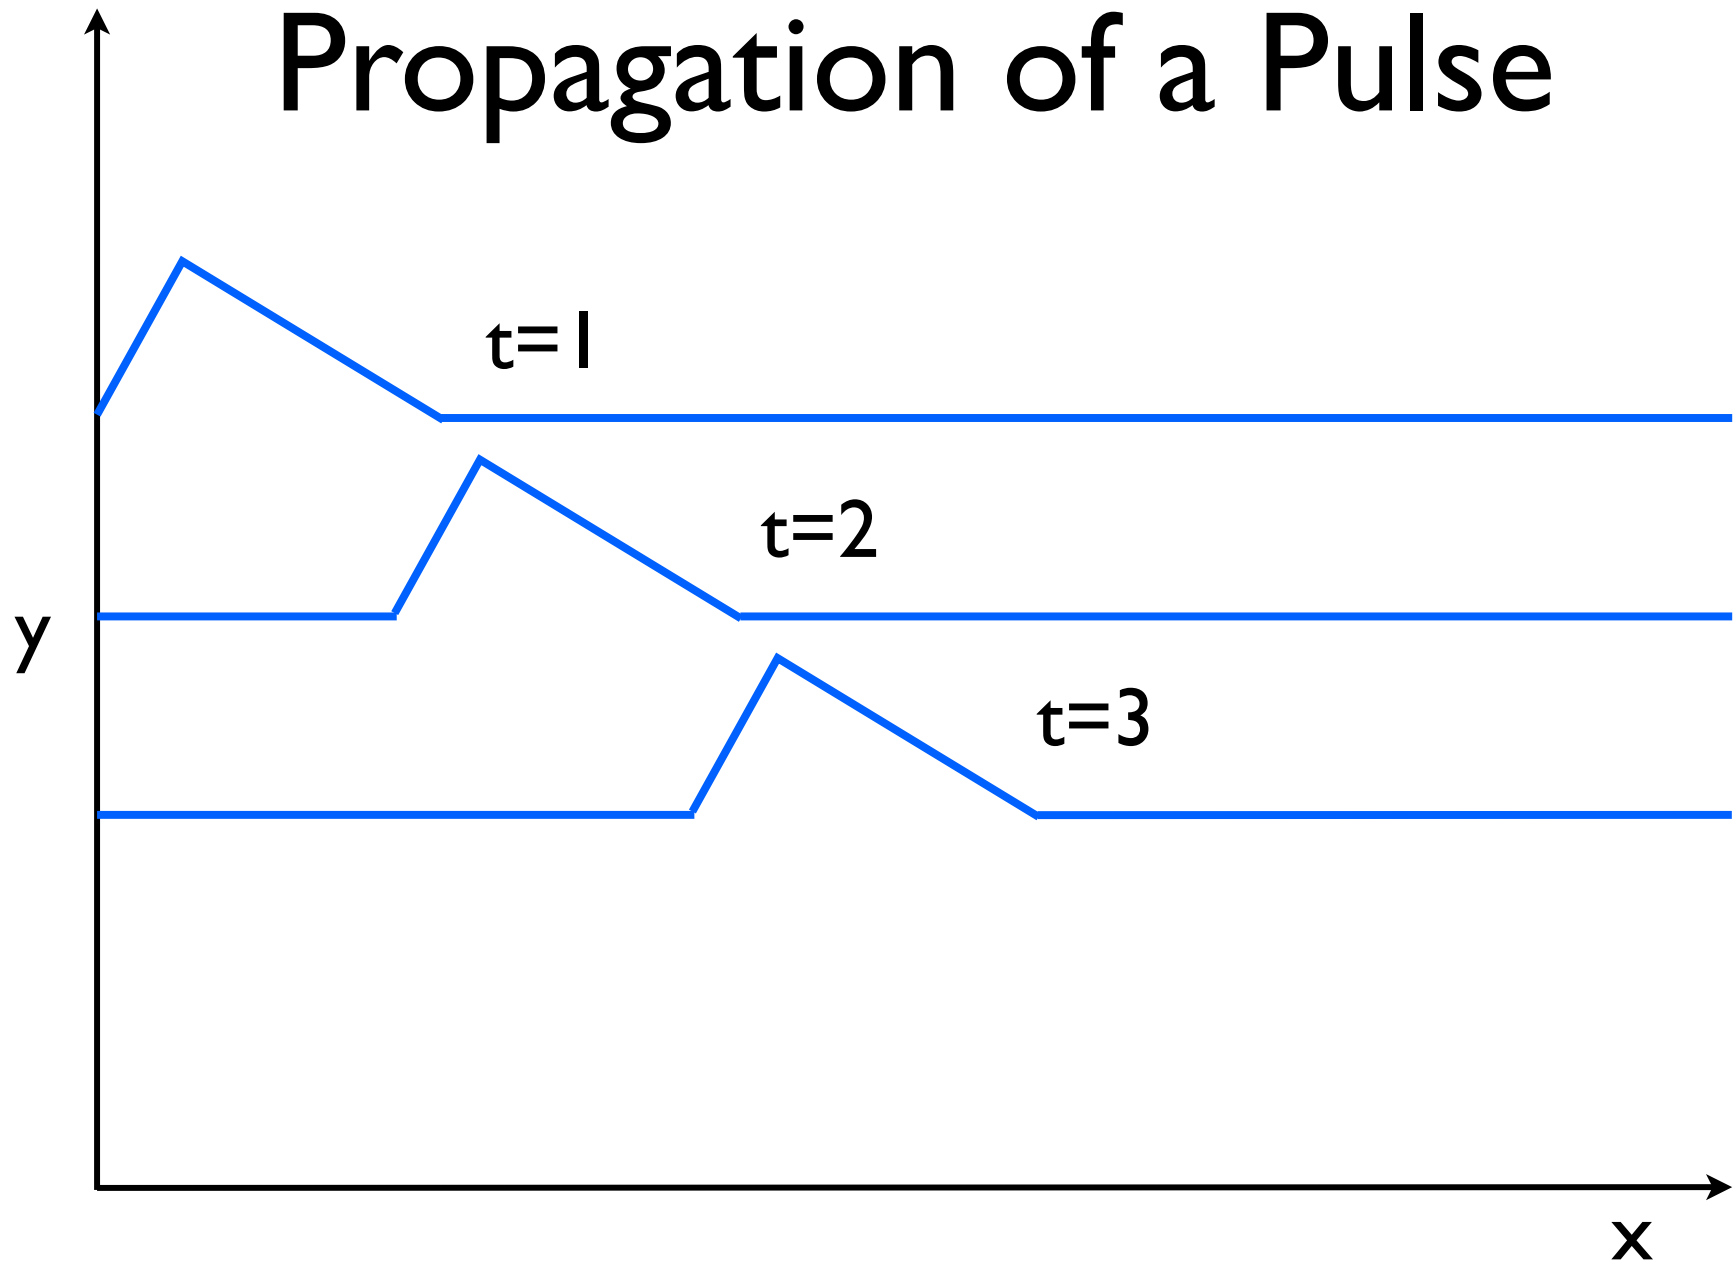 Propagation of a Pulse
t=1
t=2
y
t=3
x